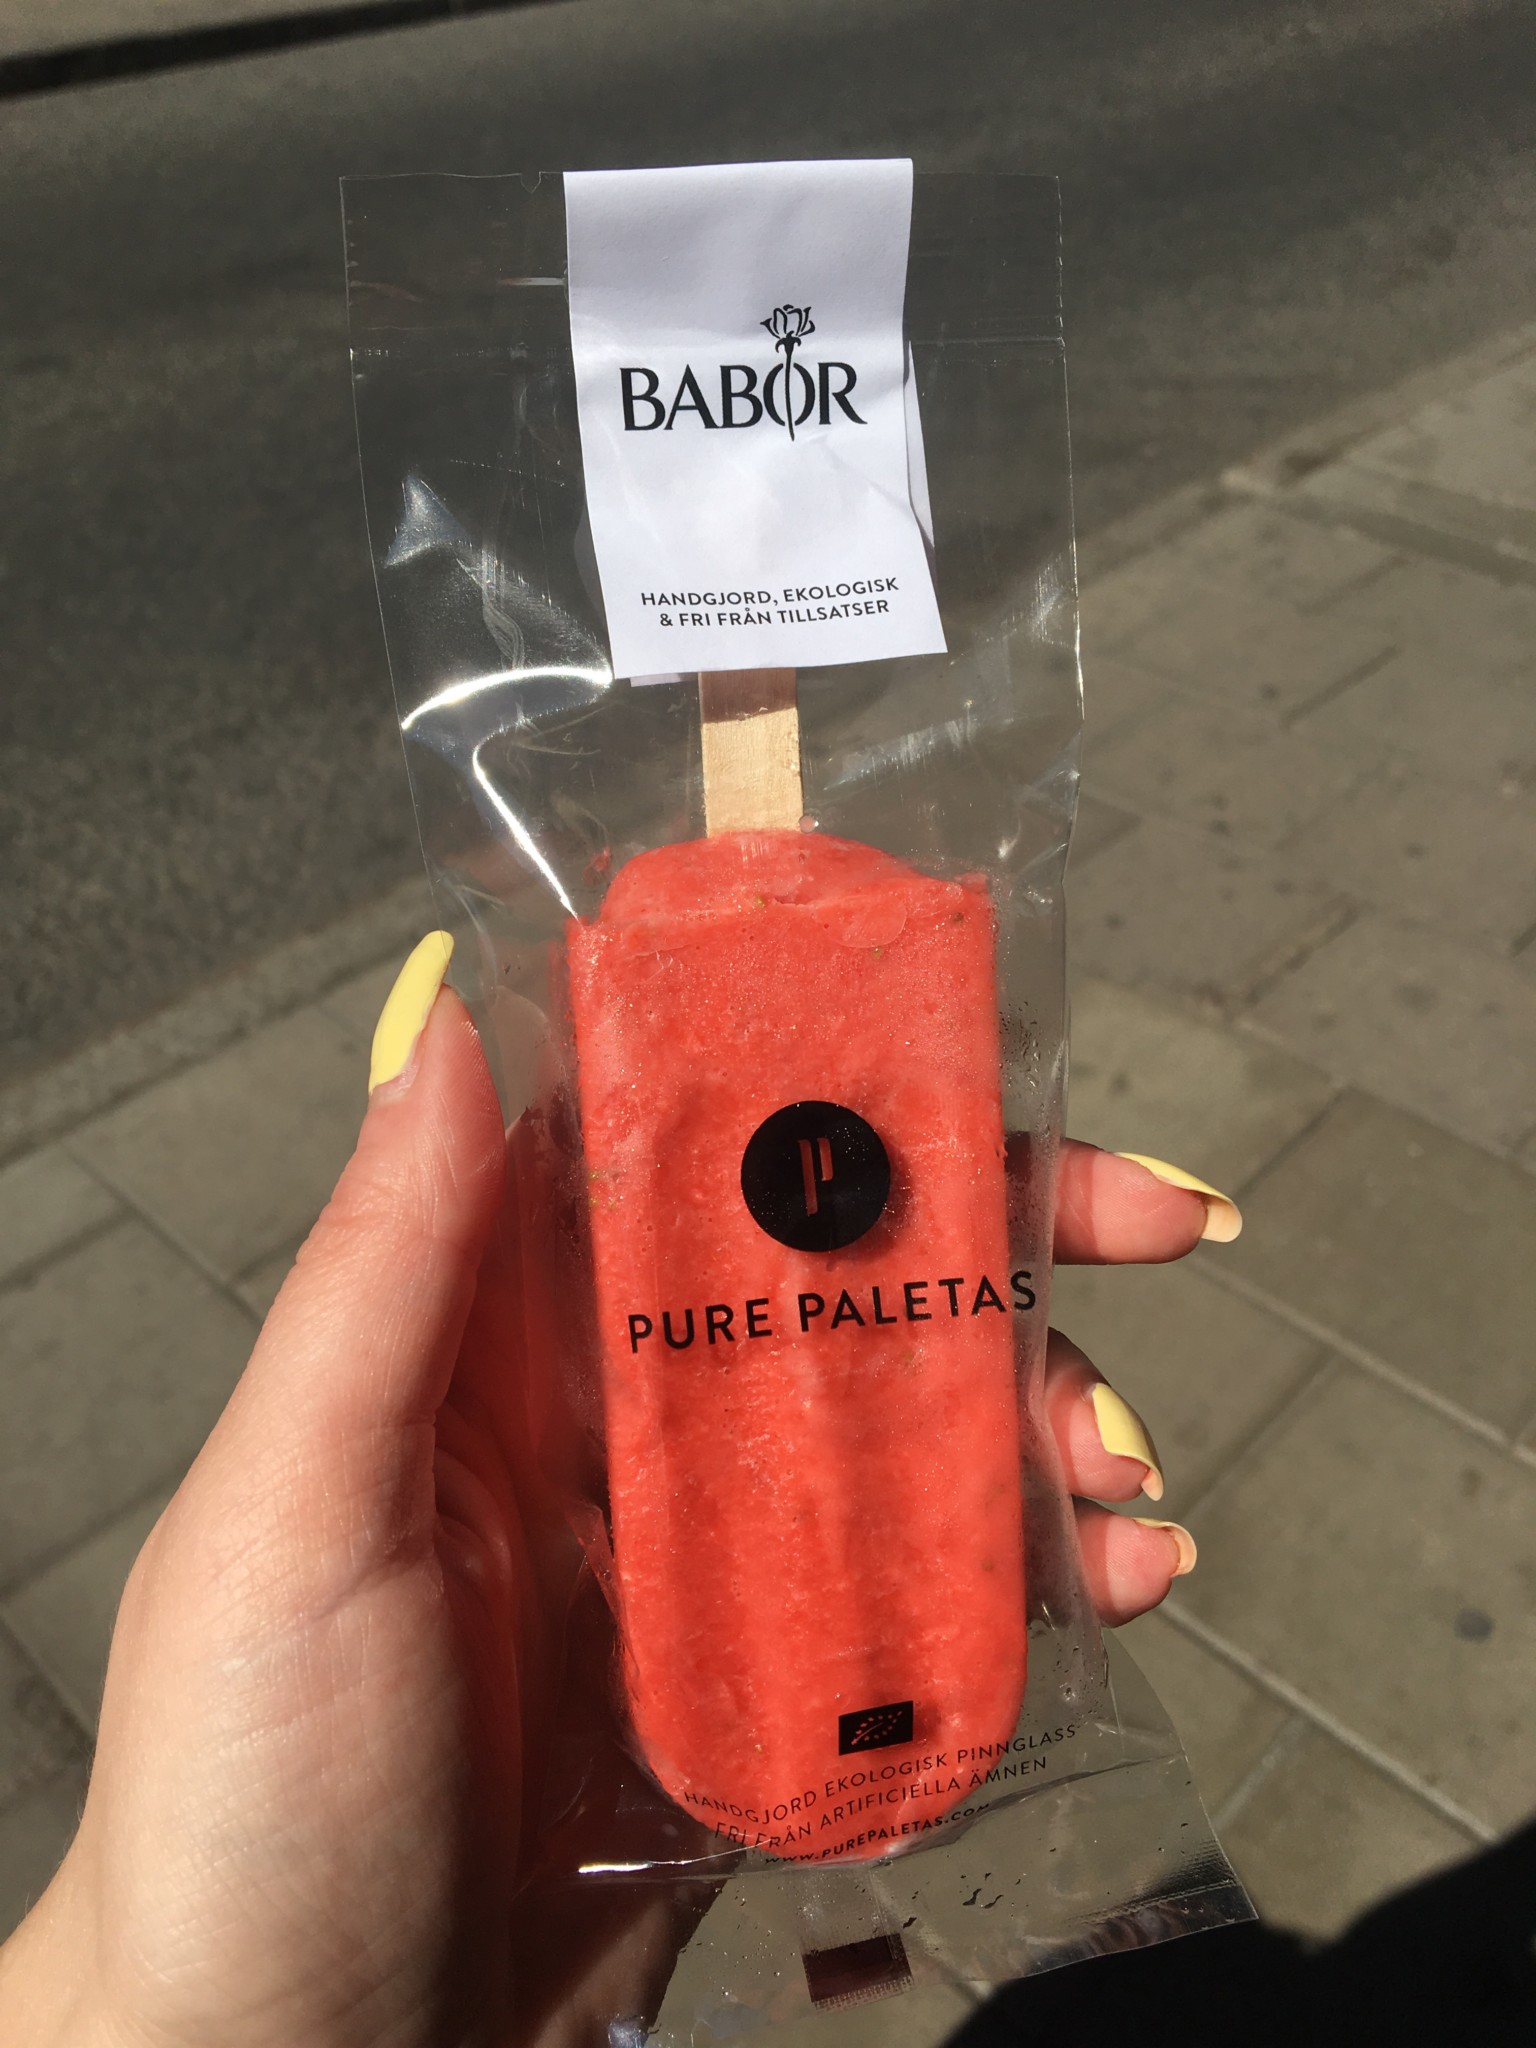 BABOR
HANDGJORD, EKOLOGISK
& FRI FRÅN TILLSATSER
P
PURE PALETAS
HANDGJORD EKOLOGISK PINNGLASS
FRI FRÅN ARTIFICIELLA ÄMNEN
WWW.PUREPALETAS.COM